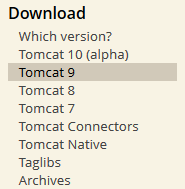 Download
Which version?
Tomcat 10 (alpha)
Tomcat 9
Tomcat 8
Tomcat 7
Tomcat Connectors
Tomcat Native
Taglibs
Archives